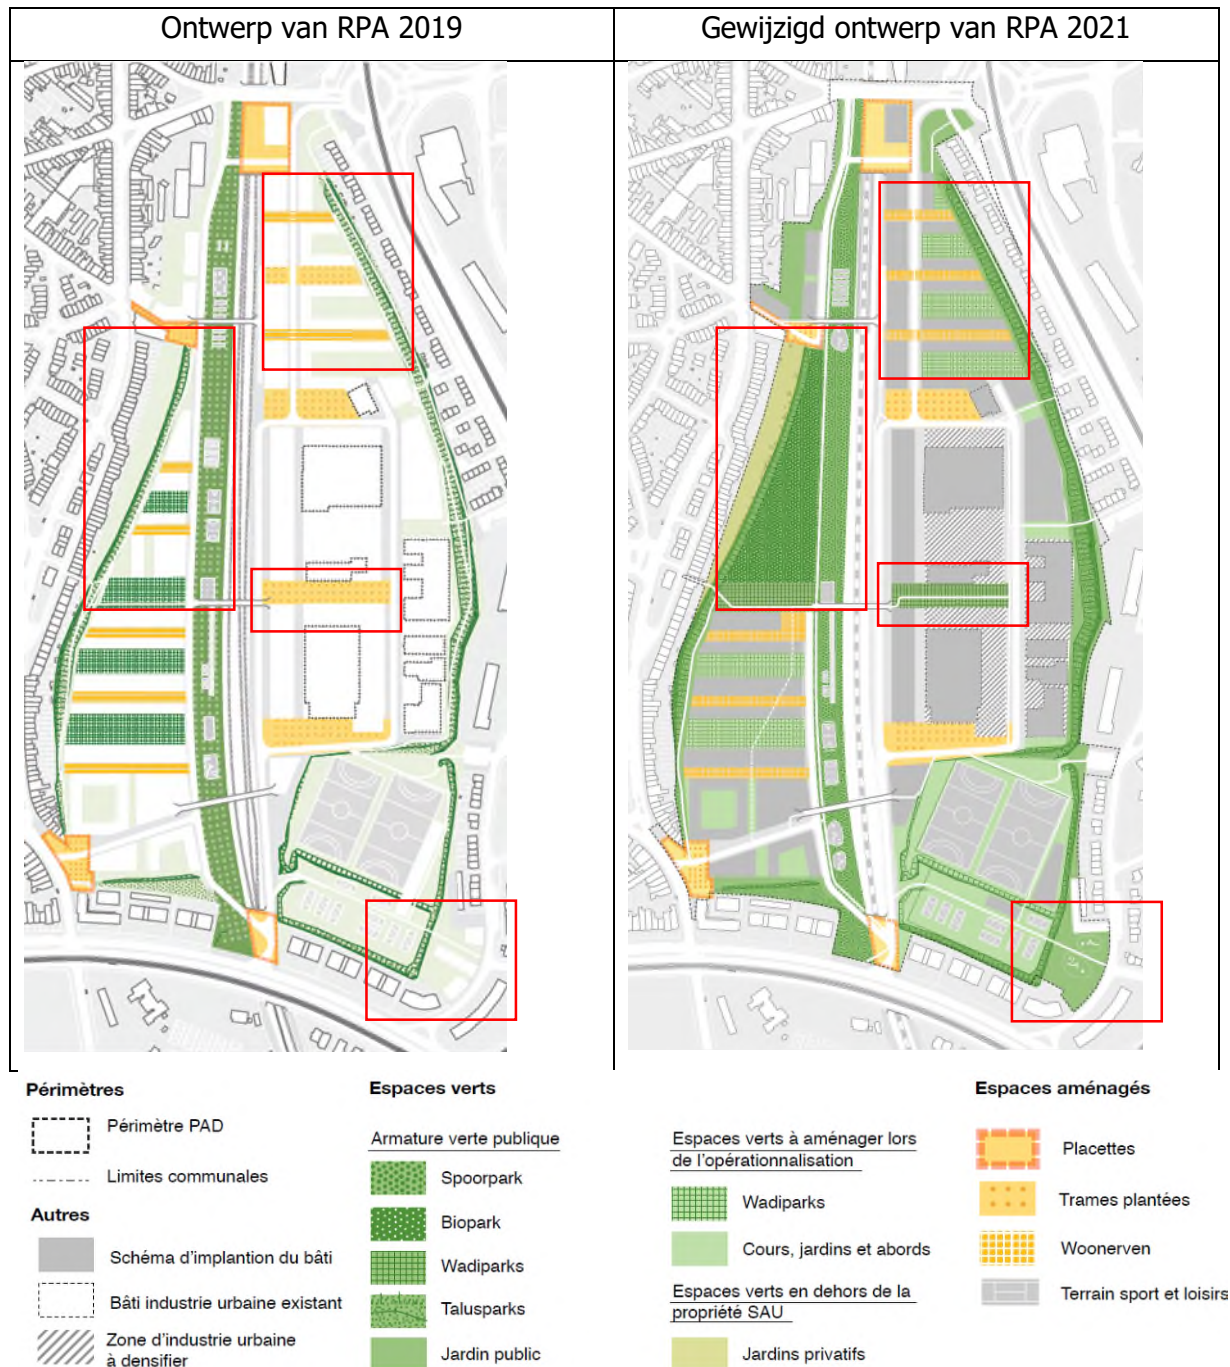 Ontwerp van RPA 2019
Gewijzigd ontwerp van RPA 2021
Périmètres
Périmètre PAD
Limites communales
Autres
Schéma d'implantion du bâti
Bâti industrie urbaine existant
Zone d'industrie urbaine
à densifier
Espaces verts
Armature verte publique
Spoorpark
Biopark
Wadiparks
Talusparks
Jardin public
Espaces verts à aménager lors
de l'opérationnalisation
Wadiparks
Cours, jardins et abords
Espaces verts en dehors de la
propriété SAU
Jardins privatifs
Espaces aménagés
Placettes
Trames plantées
Woonerven
Terrain sport et loisirs